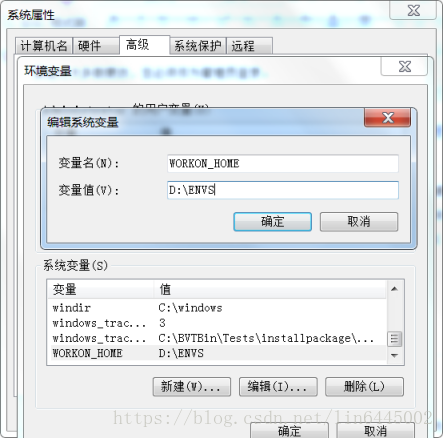 系统属性
计算机名 硬件 高级 系统保护 远程
环境变量
的用户变量(U)
编辑系统变量
变量名(N): WORKON_HOME
变量值(V): D:\ENVS
确定 取消
系统变量(S)
变量 值
windir C:\windows
windows_trac... 3
windows_trac... C:\BVTBin\Tests\installpackage\...
WORKON_HOME D:\ENVS
新建(W)... 编辑(I)... 删除(L)
https://blog.csdn.net/lin6445002
确定 取消